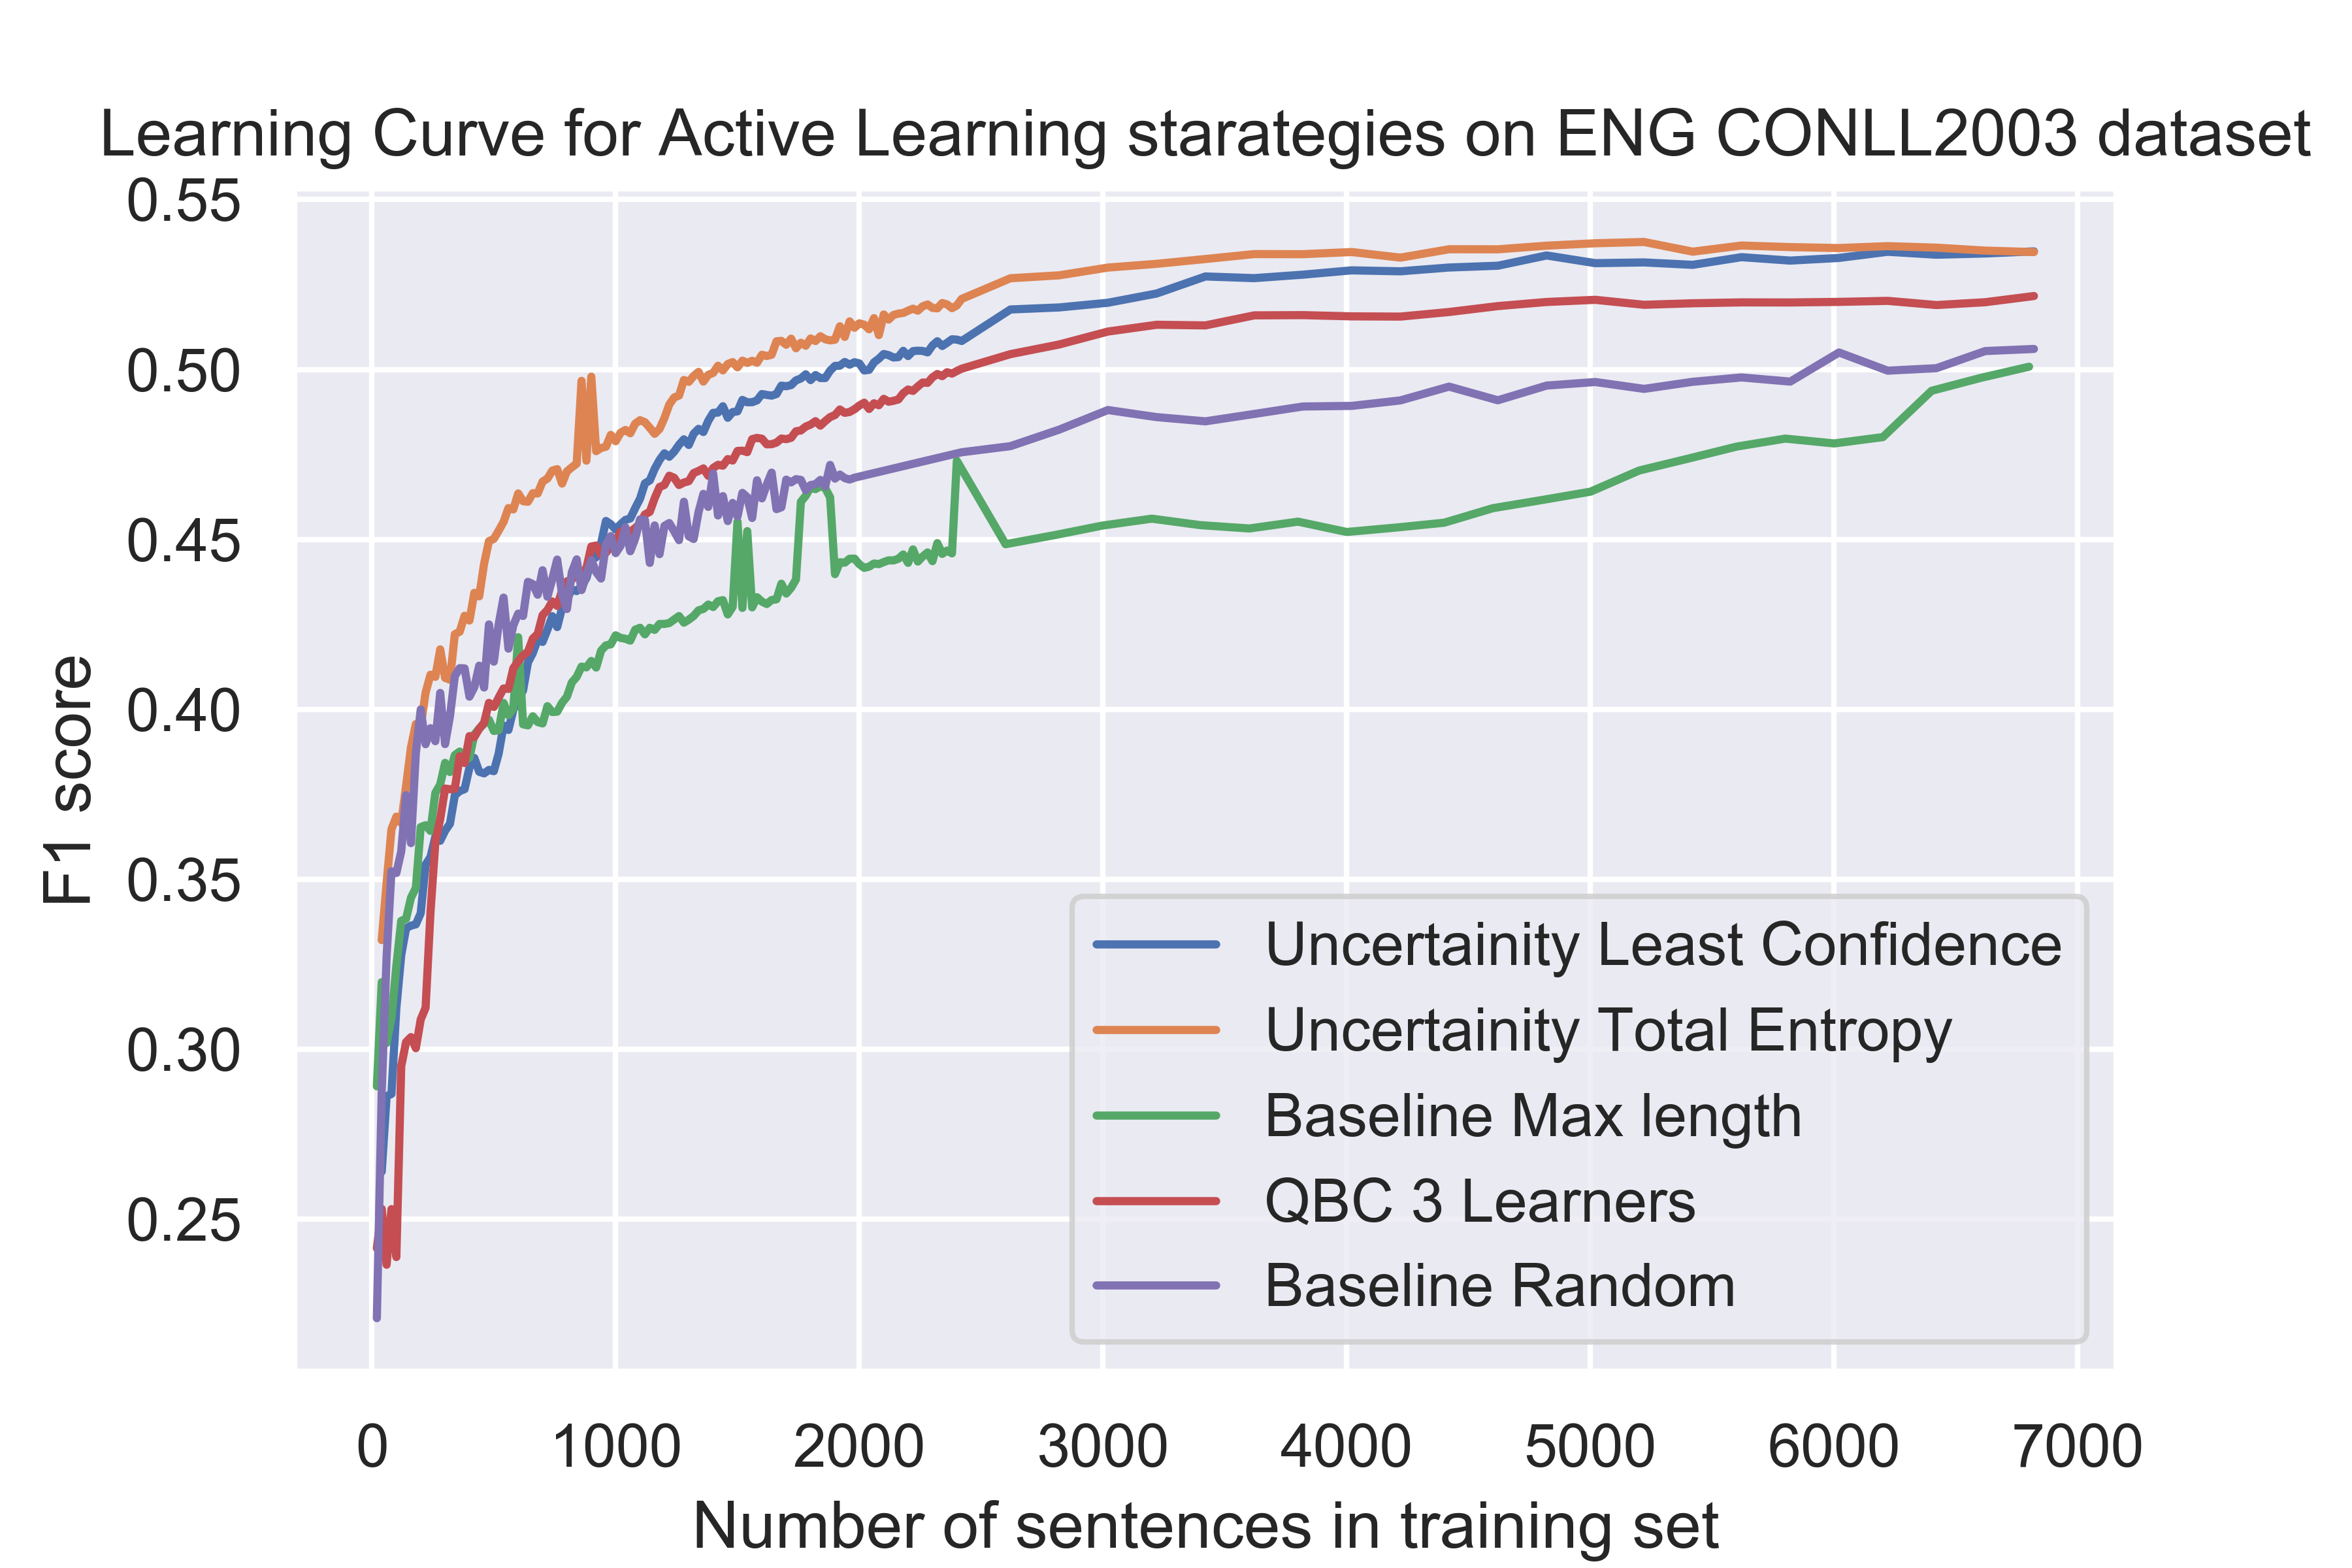 Learning Curve for Active Learning starategies on ENG CONLL2003 dataset
0.55
0.50
0.45
0.40
0.35
0.30
0.25
F1 score
Uncertainity Least Confidence
Uncertainity Total Entropy
Baseline Max length
QBC 3 Learners
Baseline Random
0 1000 2000 3000 4000 5000 6000 7000
Number of sentences in training set